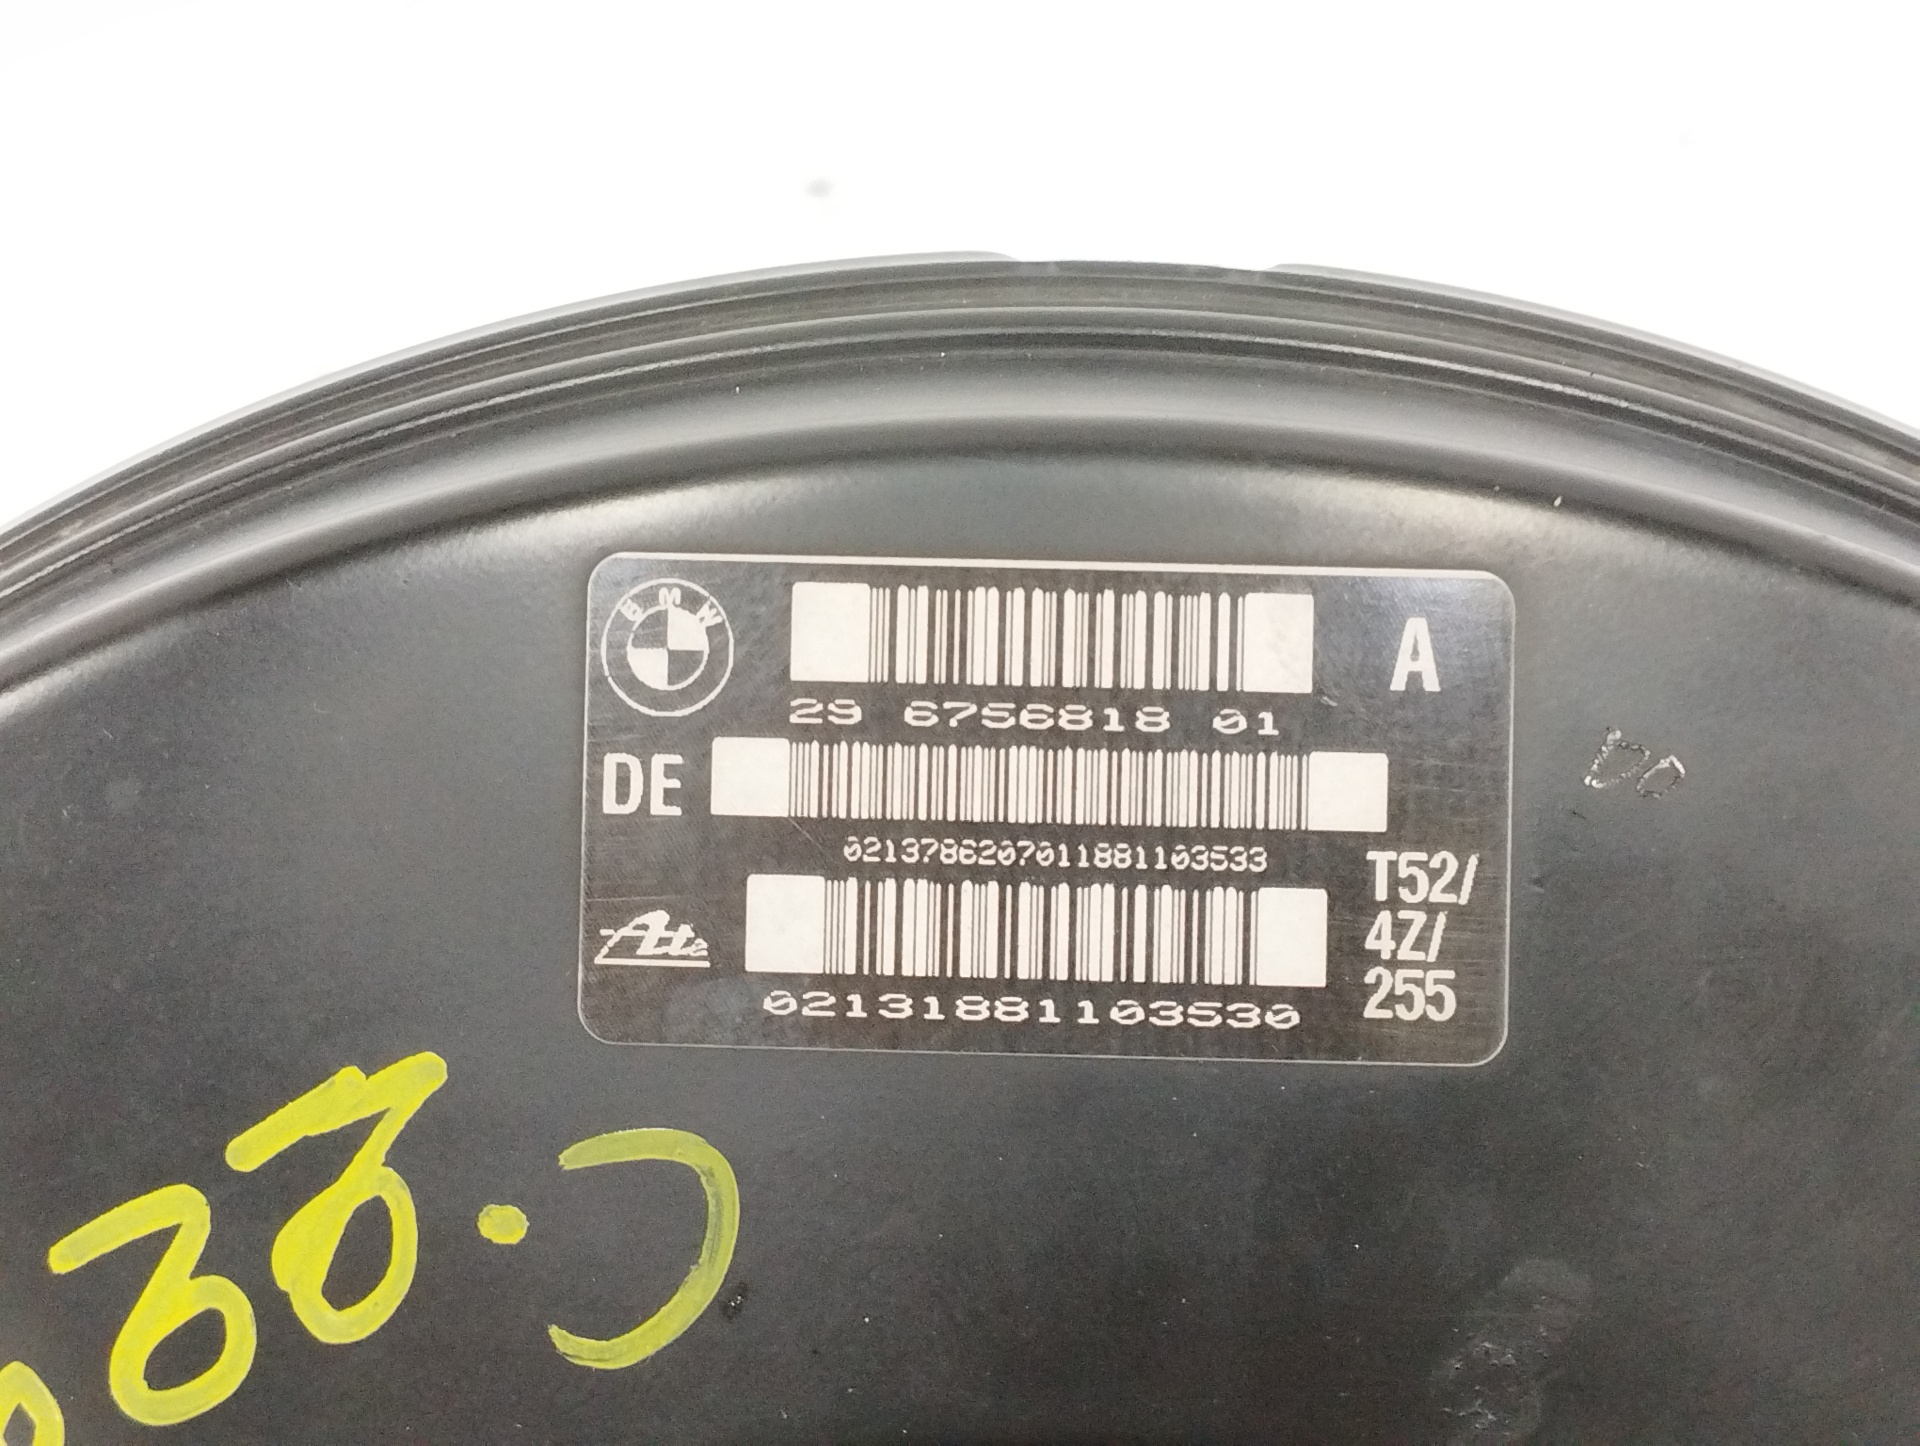 BMW
29 6756818 01
A
DE
0213786207011881103533
T52/
4Z/
255
Ate
02131881103530